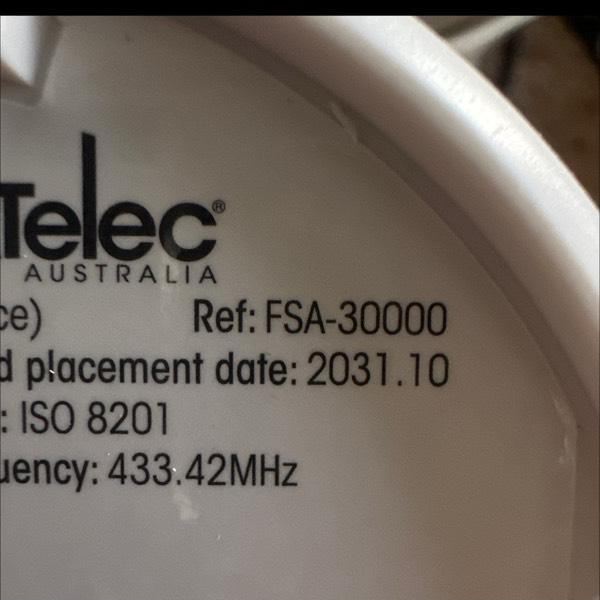 Telec®
AUSTRALIA
ce) Ref: FSA-30000
d placement date: 2031.10
: ISO 8201
uency: 433.42MHz